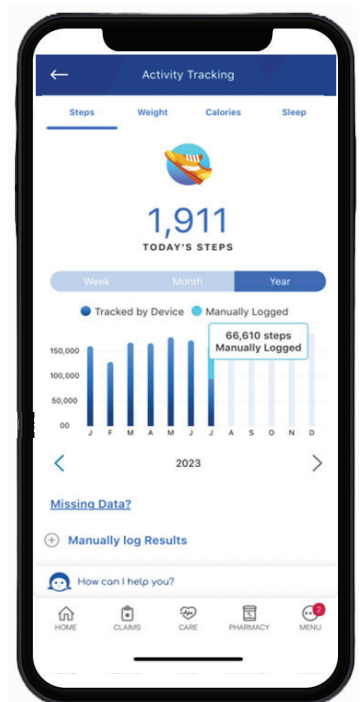 Activity Tracking
Steps Weight Calories Sleep
1,911
TODAY'S STEPS
Week Month Year
Tracked by Device Manually Logged
66,610 steps
Manually Logged
150,000
100,000
50,000
00
J F M A M J J A S O N D
2023
Missing Data?
Manually log Results
How can I help you?
2
HOME CLAIMS CARE PHARMACY MENU